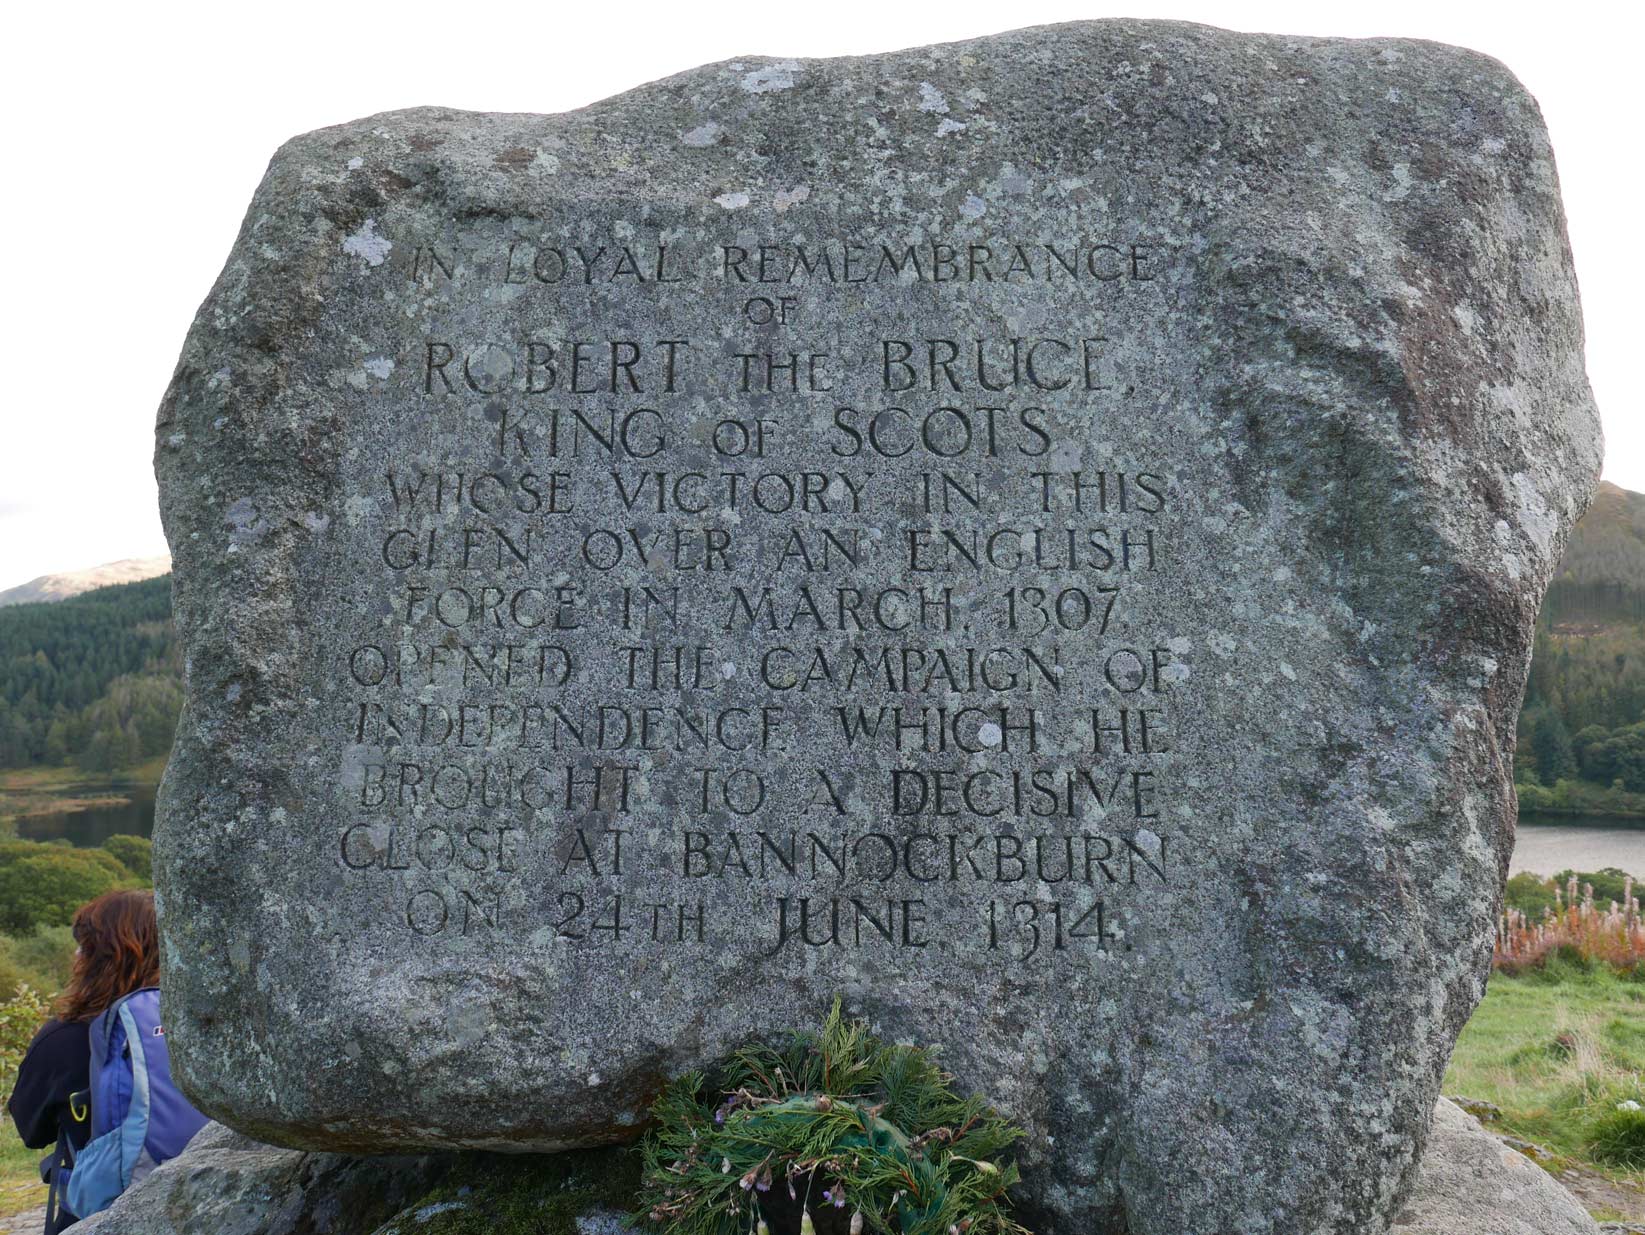 IN LOYAL REMEMBRANCE
OF
ROBERT THE BRUCE,
KING OF SCOTS
WHOSE VICTORY IN THIS
GLEN OVER AN ENGLISH
FORCE IN MARCH, 1307,
OPENED THE CAMPAIGN OF
INDEPENDENCE WHICH HE
BROUGHT TO A DECISIVE
CLOSE AT BANNOCKBURN
ON 24TH JUNE, 1314.